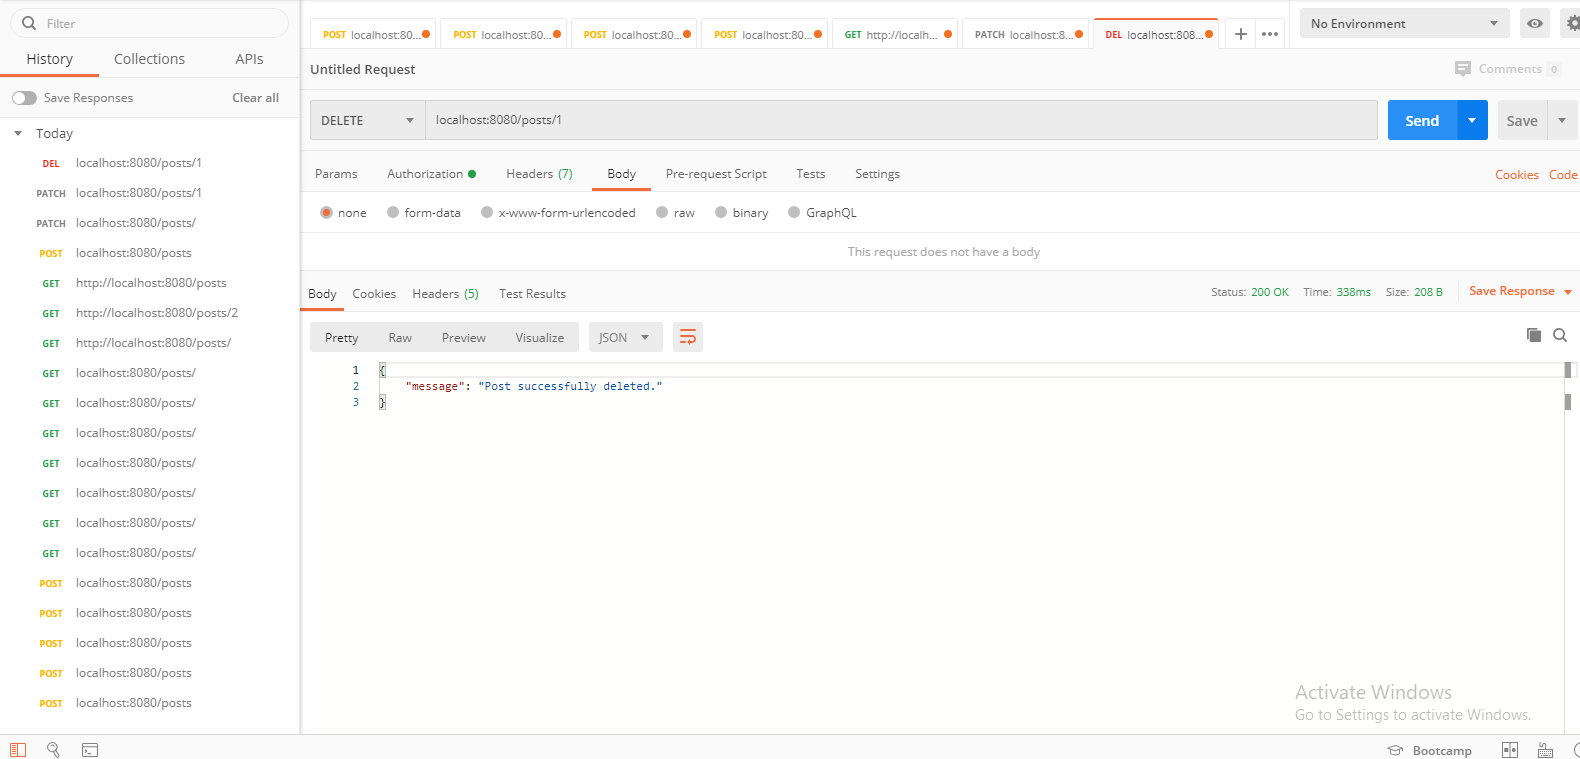 Filter
History Collections APIs
Save Responses Clear all
Today
DEL localhost:8080/posts/1
PATCH localhost:8080/posts/1
PATCH localhost:8080/posts/
POST localhost:8080/posts
GET http://localhost:8080/posts
GET http://localhost:8080/posts/2
GET http://localhost:8080/posts/
GET localhost:8080/posts/
GET localhost:8080/posts/
GET localhost:8080/posts/
GET localhost:8080/posts/
GET localhost:8080/posts/
GET localhost:8080/posts/
GET localhost:8080/posts/
POST localhost:8080/posts
POST localhost:8080/posts
POST localhost:8080/posts
POST localhost:8080/posts
POST localhost:8080/posts
POST localhost:80... POST localhost:80... POST localhost:80... POST localhost:80... GET http://localh... PATCH localhost:8... DEL localhost:808... + ...
No Environment
Untitled Request
Comments 0
DELETE localhost:8080/posts/1 Send Save
Params Authorization Headers (7) Body Pre-request Script Tests Settings Cookies Code
none form-data x-www-form-urlencoded raw binary GraphQL
This request does not have a body
Body Cookies Headers (5) Test Results Status: 200 OK Time: 338ms Size: 208 B Save Response
Pretty Raw Preview Visualize JSON
1 {
2 "message": "Post successfully deleted."
3 }
Activate Windows
Go to Settings to activate Windows.
Bootcamp